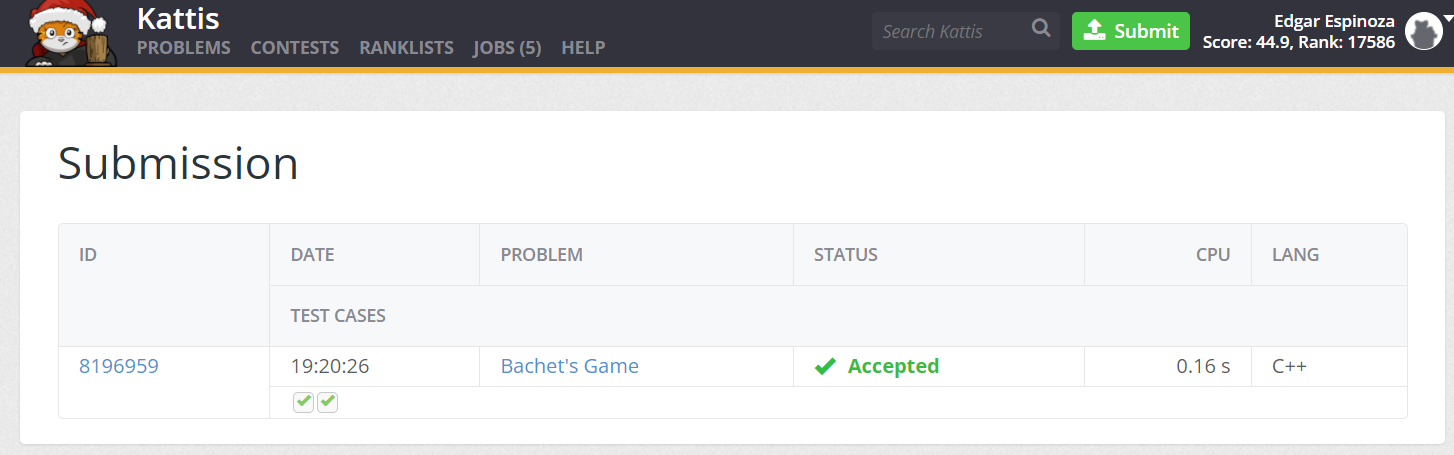 Kattis
PROBLEMS CONTESTS RANKLISTS JOBS (5) HELP
Search Kattis
Submit
Edgar Espinoza
Score: 44.9, Rank: 17586
Submission
ID DATE PROBLEM STATUS CPU LANG
TEST CASES
8196959 19:20:26 Bachet's Game Accepted 0.16 s C++